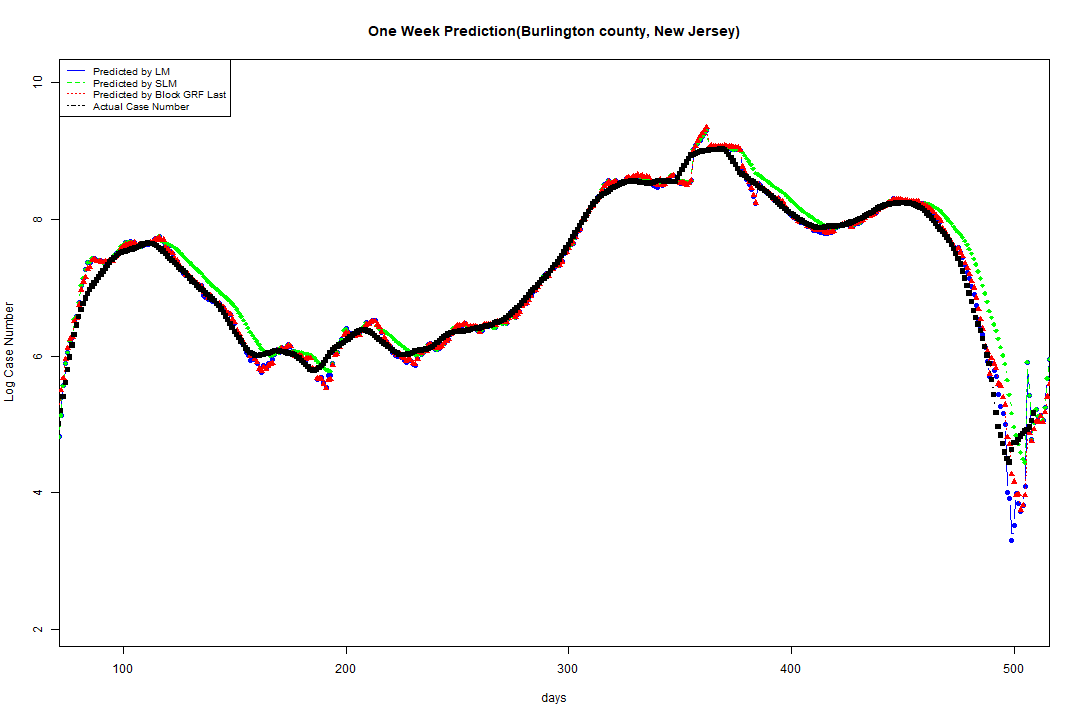 One Week Prediction(Burlington county, New Jersey)
Predicted by LM
Predicted by SLM
Predicted by Block GRF Last
Actual Case Number
Log Case Number
10
8
6
4
2
100 200 300 400 500
days